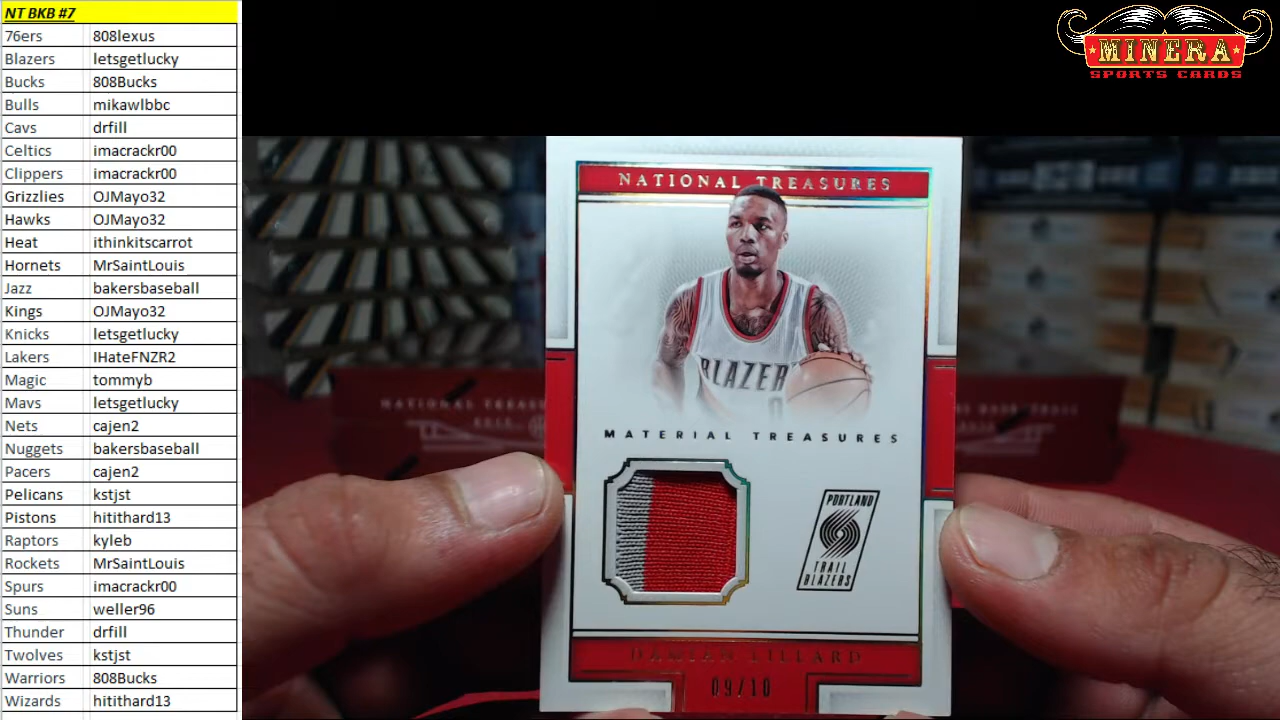 NT BKB #7
76ers 808lexus
Blazers letsgetlucky
Bucks 808Bucks
Bulls mikawlbbc
Cavs drfill
Celtics imacrackr00
Clippers imacrackr00
Grizzlies OJMayo32
Hawks OJMayo32
Heat ithinkitscarrot
Hornets MrSaintLouis
Jazz bakersbaseball
Kings OJMayo32
Knicks letsgetlucky
Lakers IHateFNZR2
Magic tommyb
Mavs letsgetlucky
Nets cajen2
Nuggets bakersbaseball
Pacers cajen2
Pelicans kstjst
Pistons hitithard13
Raptors kyleb
Rockets MrSaintLouis
Spurs imacrackr00
Suns weller96
Thunder drfill
Twolves kstjst
Warriors 808Bucks
Wizards hitithard13
MINERA
SPORTS CARDS
NATIONAL TREASURES
BLAZER
MATERIAL TREASURES
PORTLAND
TRAIL
BLAZERS
DAMIAN LILLARD
09/10
NATIONAL TREASURE